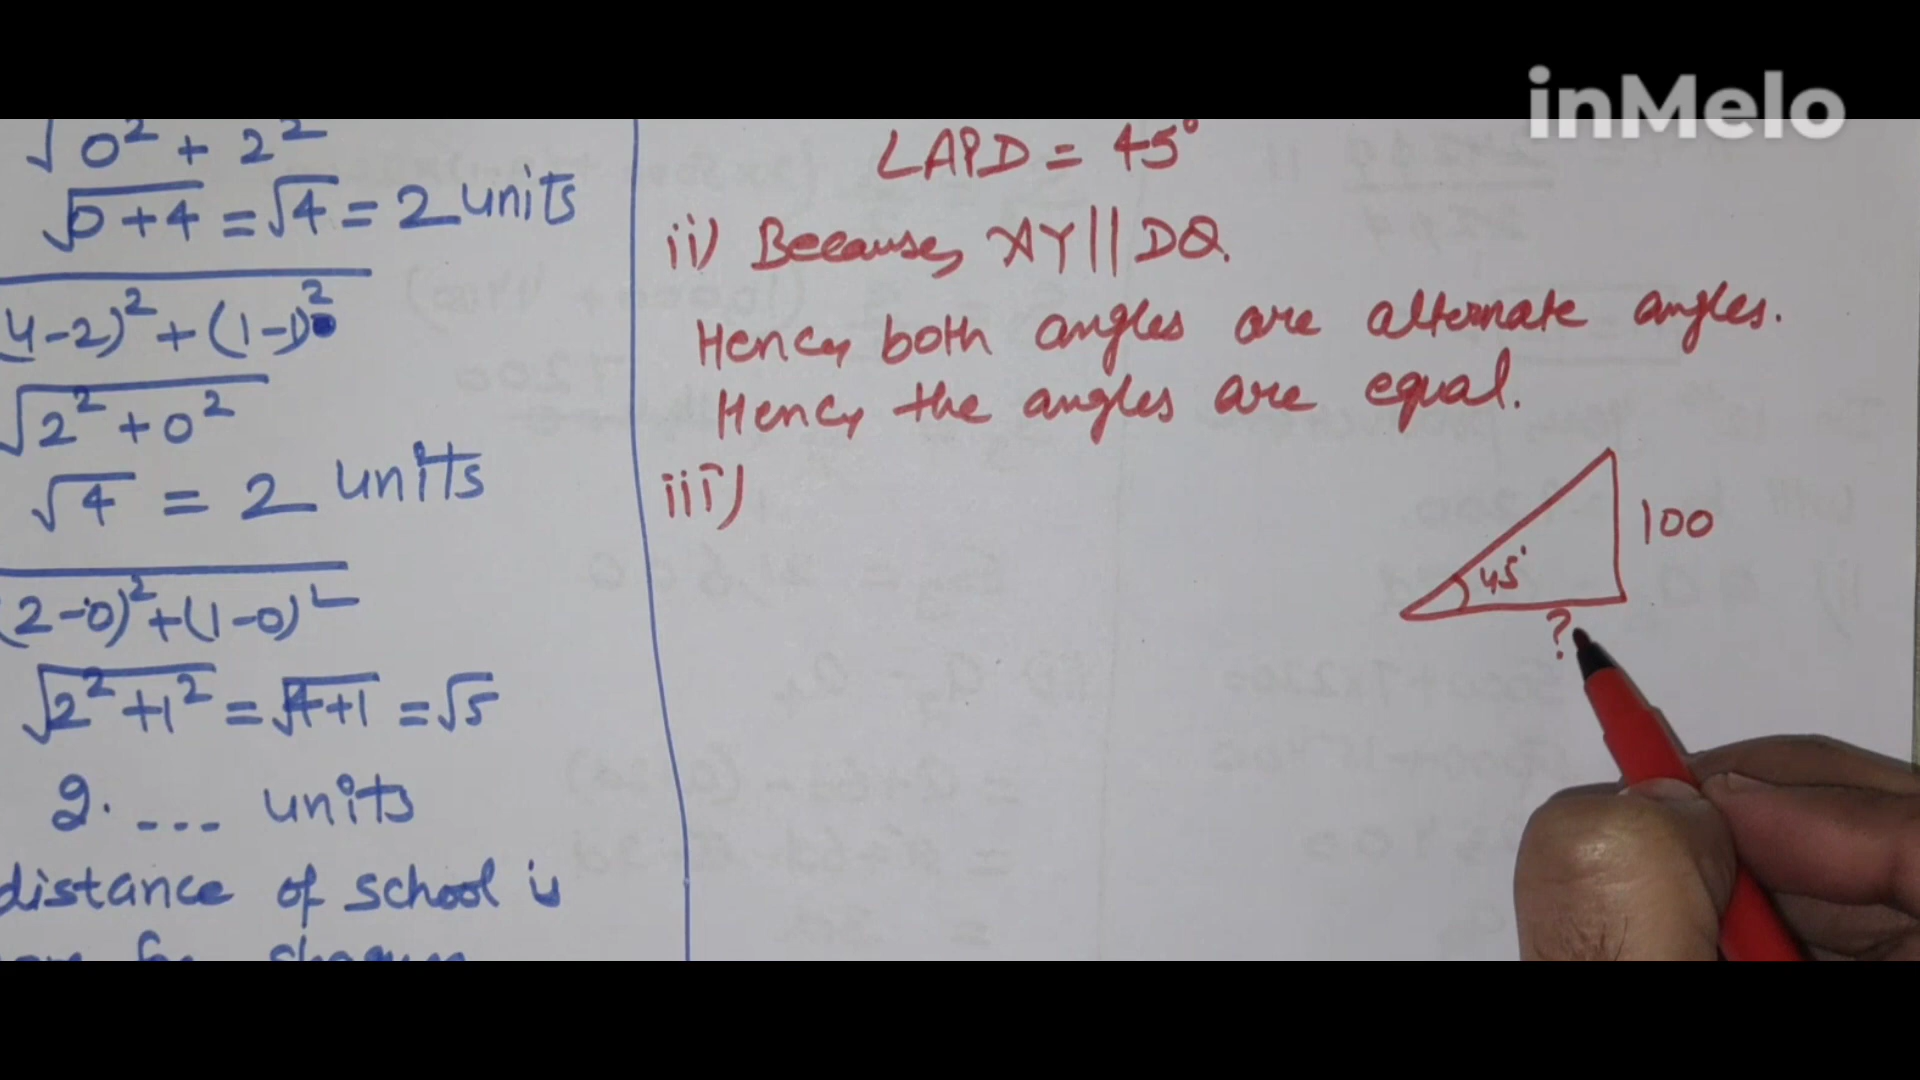 inMelo
√0² + 2²
√0+4 = √4 = 2 units
(4-2)² + (1-1)²
√2² + 0²
√4 = 2 units
(2-0)² + (1-0)²
√2² + 1² = √4+1 = √5
2. --- units
distance of school is
∠APD = 45°
ii) Because, XY || DQ.
Hence, both angles are alternate angles.
Hence, the angles are equal.
iii)
100
45°
?